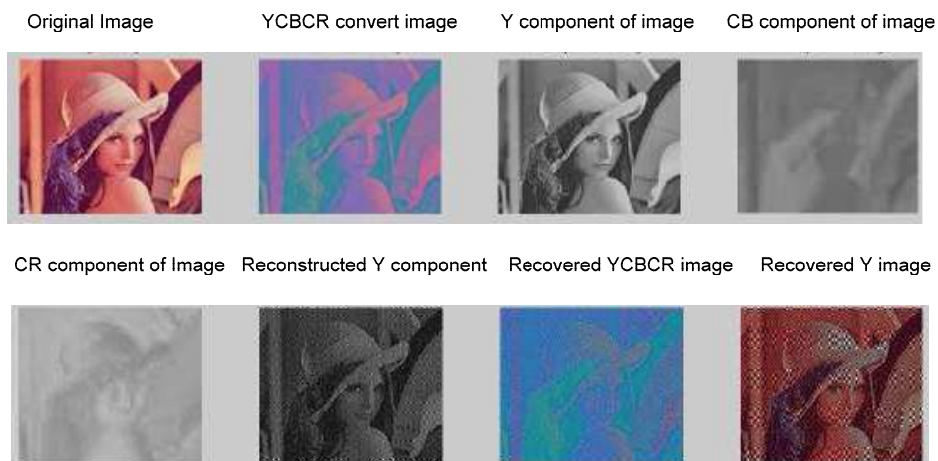 Original Image YCBCR convert image Y component of image CB component of image
CR component of Image Reconstructed Y component Recovered YCBCR image Recovered Y image